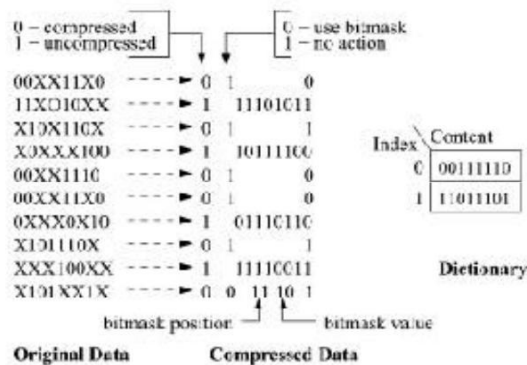 0 – compressed
1 – uncompressed
0 – use bitmask
1 – no action
00XX11X0 0 1 0
11XO10XX 1 11101011
X10X110X 0 1 1
X0XXX100 1 10111100
00XX1110 0 1 0
00XX11X0 0 1 0
0XXX0X10 1 01110110
X101110X 0 1 1
XXX100XX 1 11110011
X101XX1X 0 0 11 10 1
bitmask position
bitmask value
Original Data
Compressed Data
Index Content
0 00111110
1 11011101
Dictionary